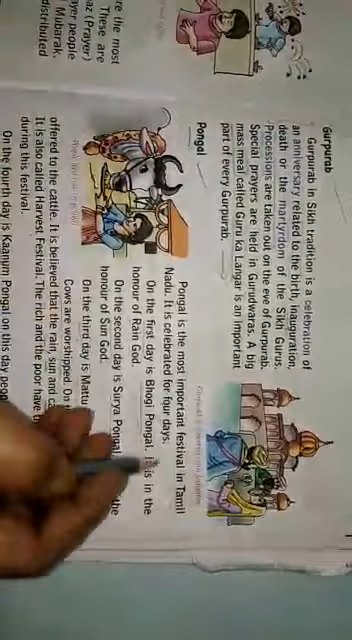 re the most
These are
az (Prayer)
ayer people
Mubarak.
distributed
Gurpurab
Gurpurab in Sikh tradition is a celebration of
an anniversary related to the birth, inauguration,
death or the martyrdom of the Sikh Gurus.
Processions are taken out on the eve of Gurpurab.
Special prayers are held in Gurudwaras. A big
mass meal called Guru ka Langar is an important
part of every Gurpurab.
Pongal
Pongal is the most important festival in Tamil
Nadu. It is celebrated for four days.
On the first day is Bhogi Pongal. It is in the
honour of Rain God.
On the second day is Surya Pongal. the
honour of Sun God.
On the third day is Mattu
Cows are worshipped. On
offered to the cattle. It is believed that the rain, sun and ca
It is also called Harvest Festival. The rich and the poor have
during this festival.
On the fourth day is Kaanum Pongal on this day peop